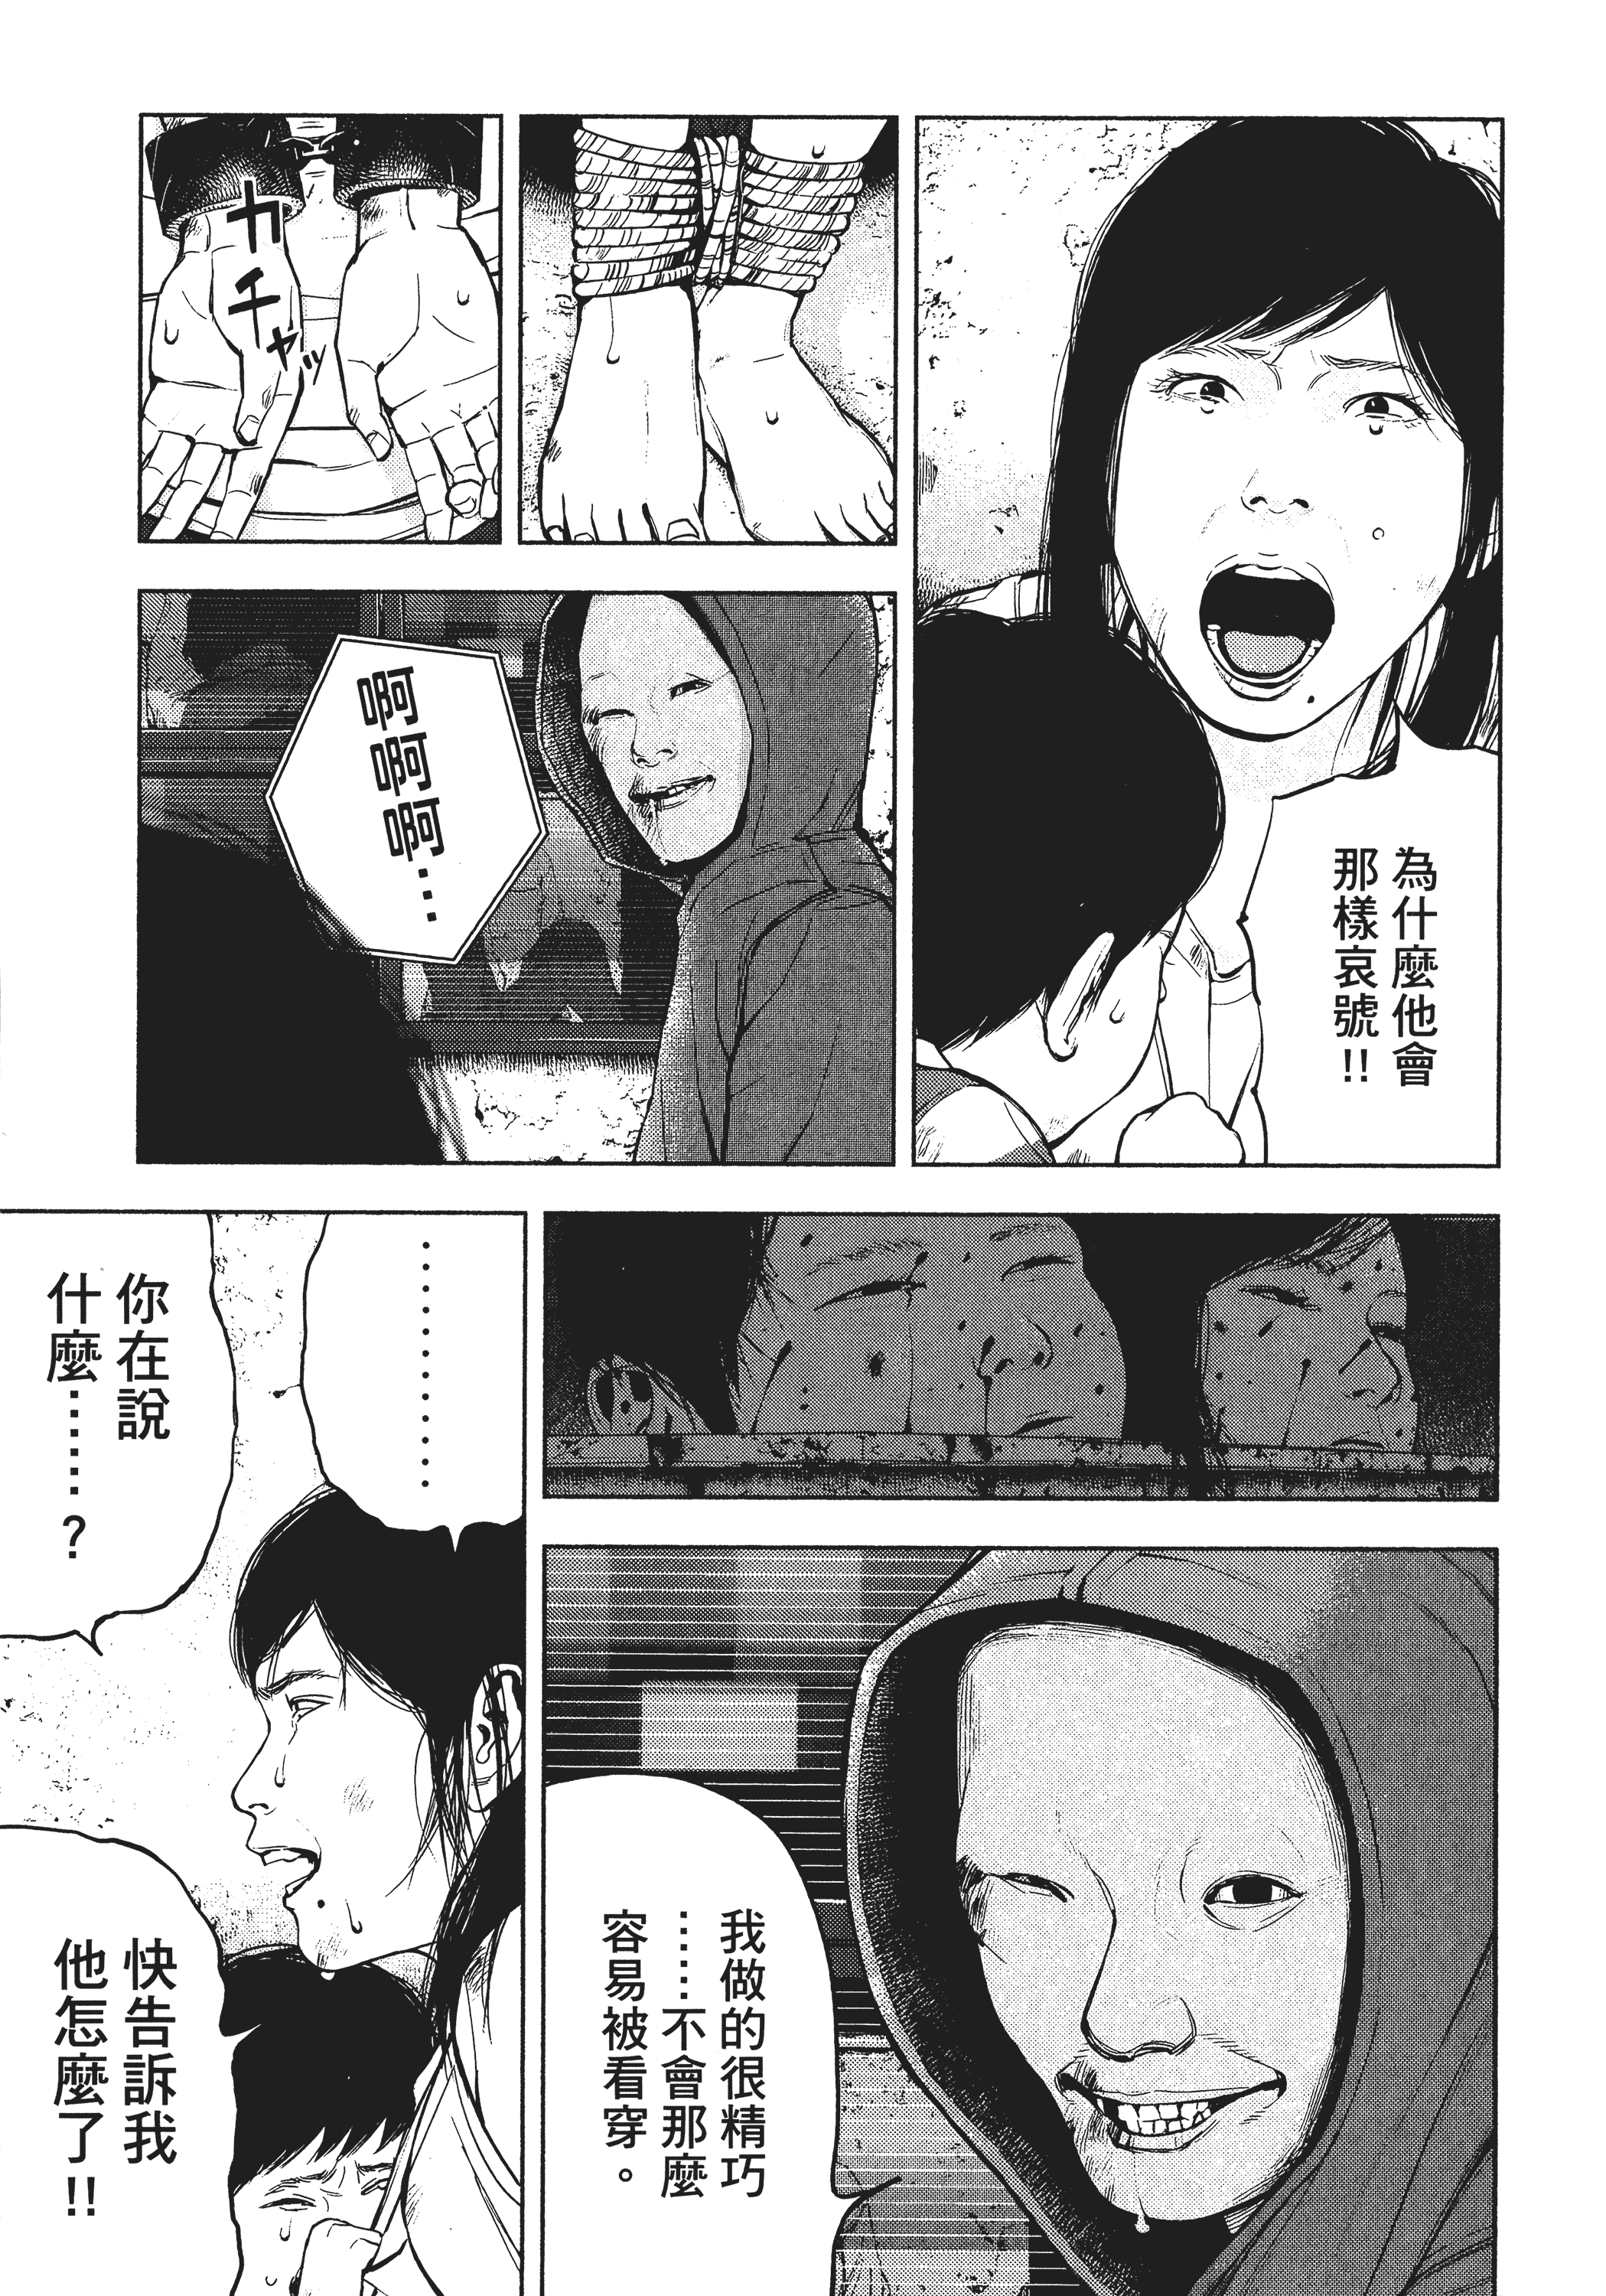 為什麼他會
那樣哀號!!
カチャッ
啊啊啊…
我做的很精巧
……不會那麼
容易被看穿。
…………
你在說
什麼……？
快告訴我
他怎麼了!!